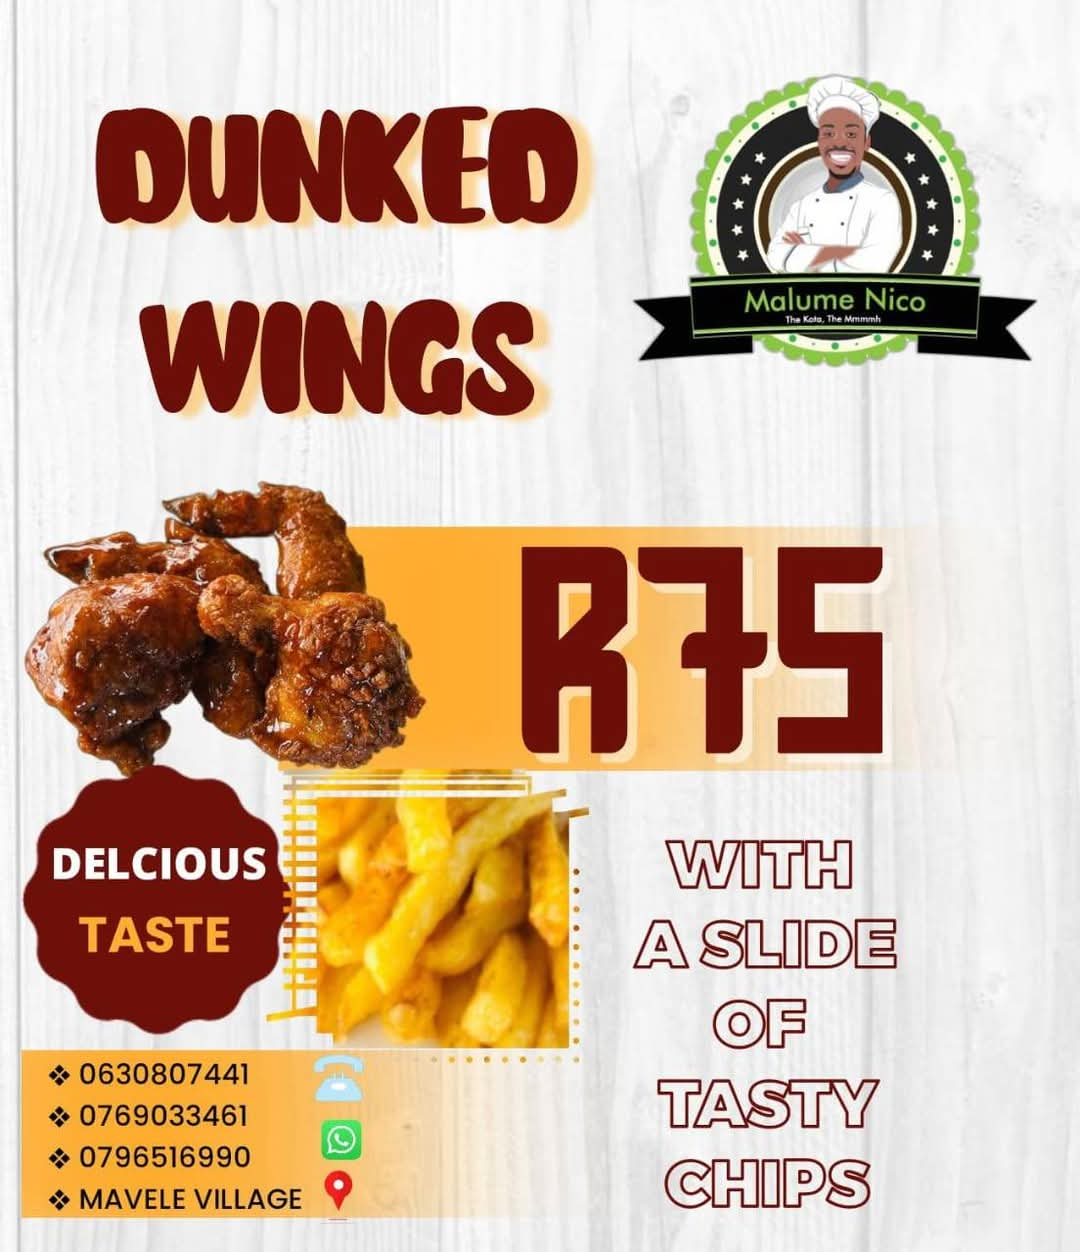 DUNKED
WINGS
Malume Nico
The Kota, The Mmmmh
R75
DELCIOUS
TASTE
WITH
A SLIDE
OF
TASTY
CHIPS
❖ 0630807441
❖ 0769033461
❖ 0796516990
❖ MAVELE VILLAGE